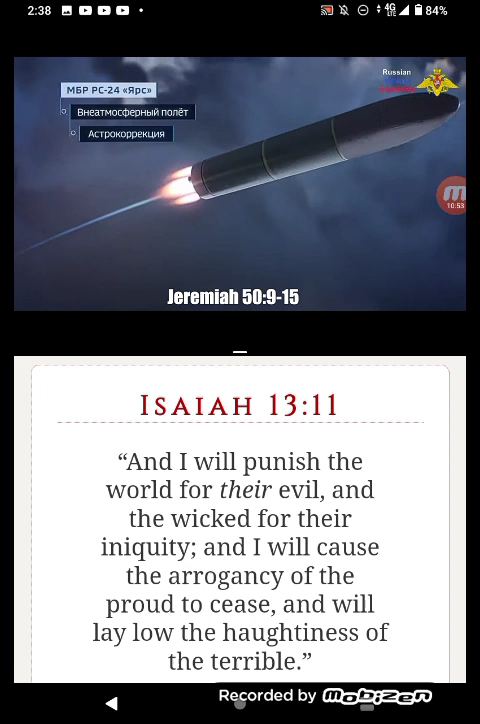 2:38
4G
LTE
84%
Russian
МБР РС-24 «Ярс»
Внеатмосферный полёт
Астрокоррекция
10:53
Jeremiah 50:9-15
Isaiah 13:11
“And I will punish the
world for their evil, and
the wicked for their
iniquity; and I will cause
the arrogancy of the
proud to cease, and will
lay low the haughtiness of
the terrible.”
Recorded by Mobizen